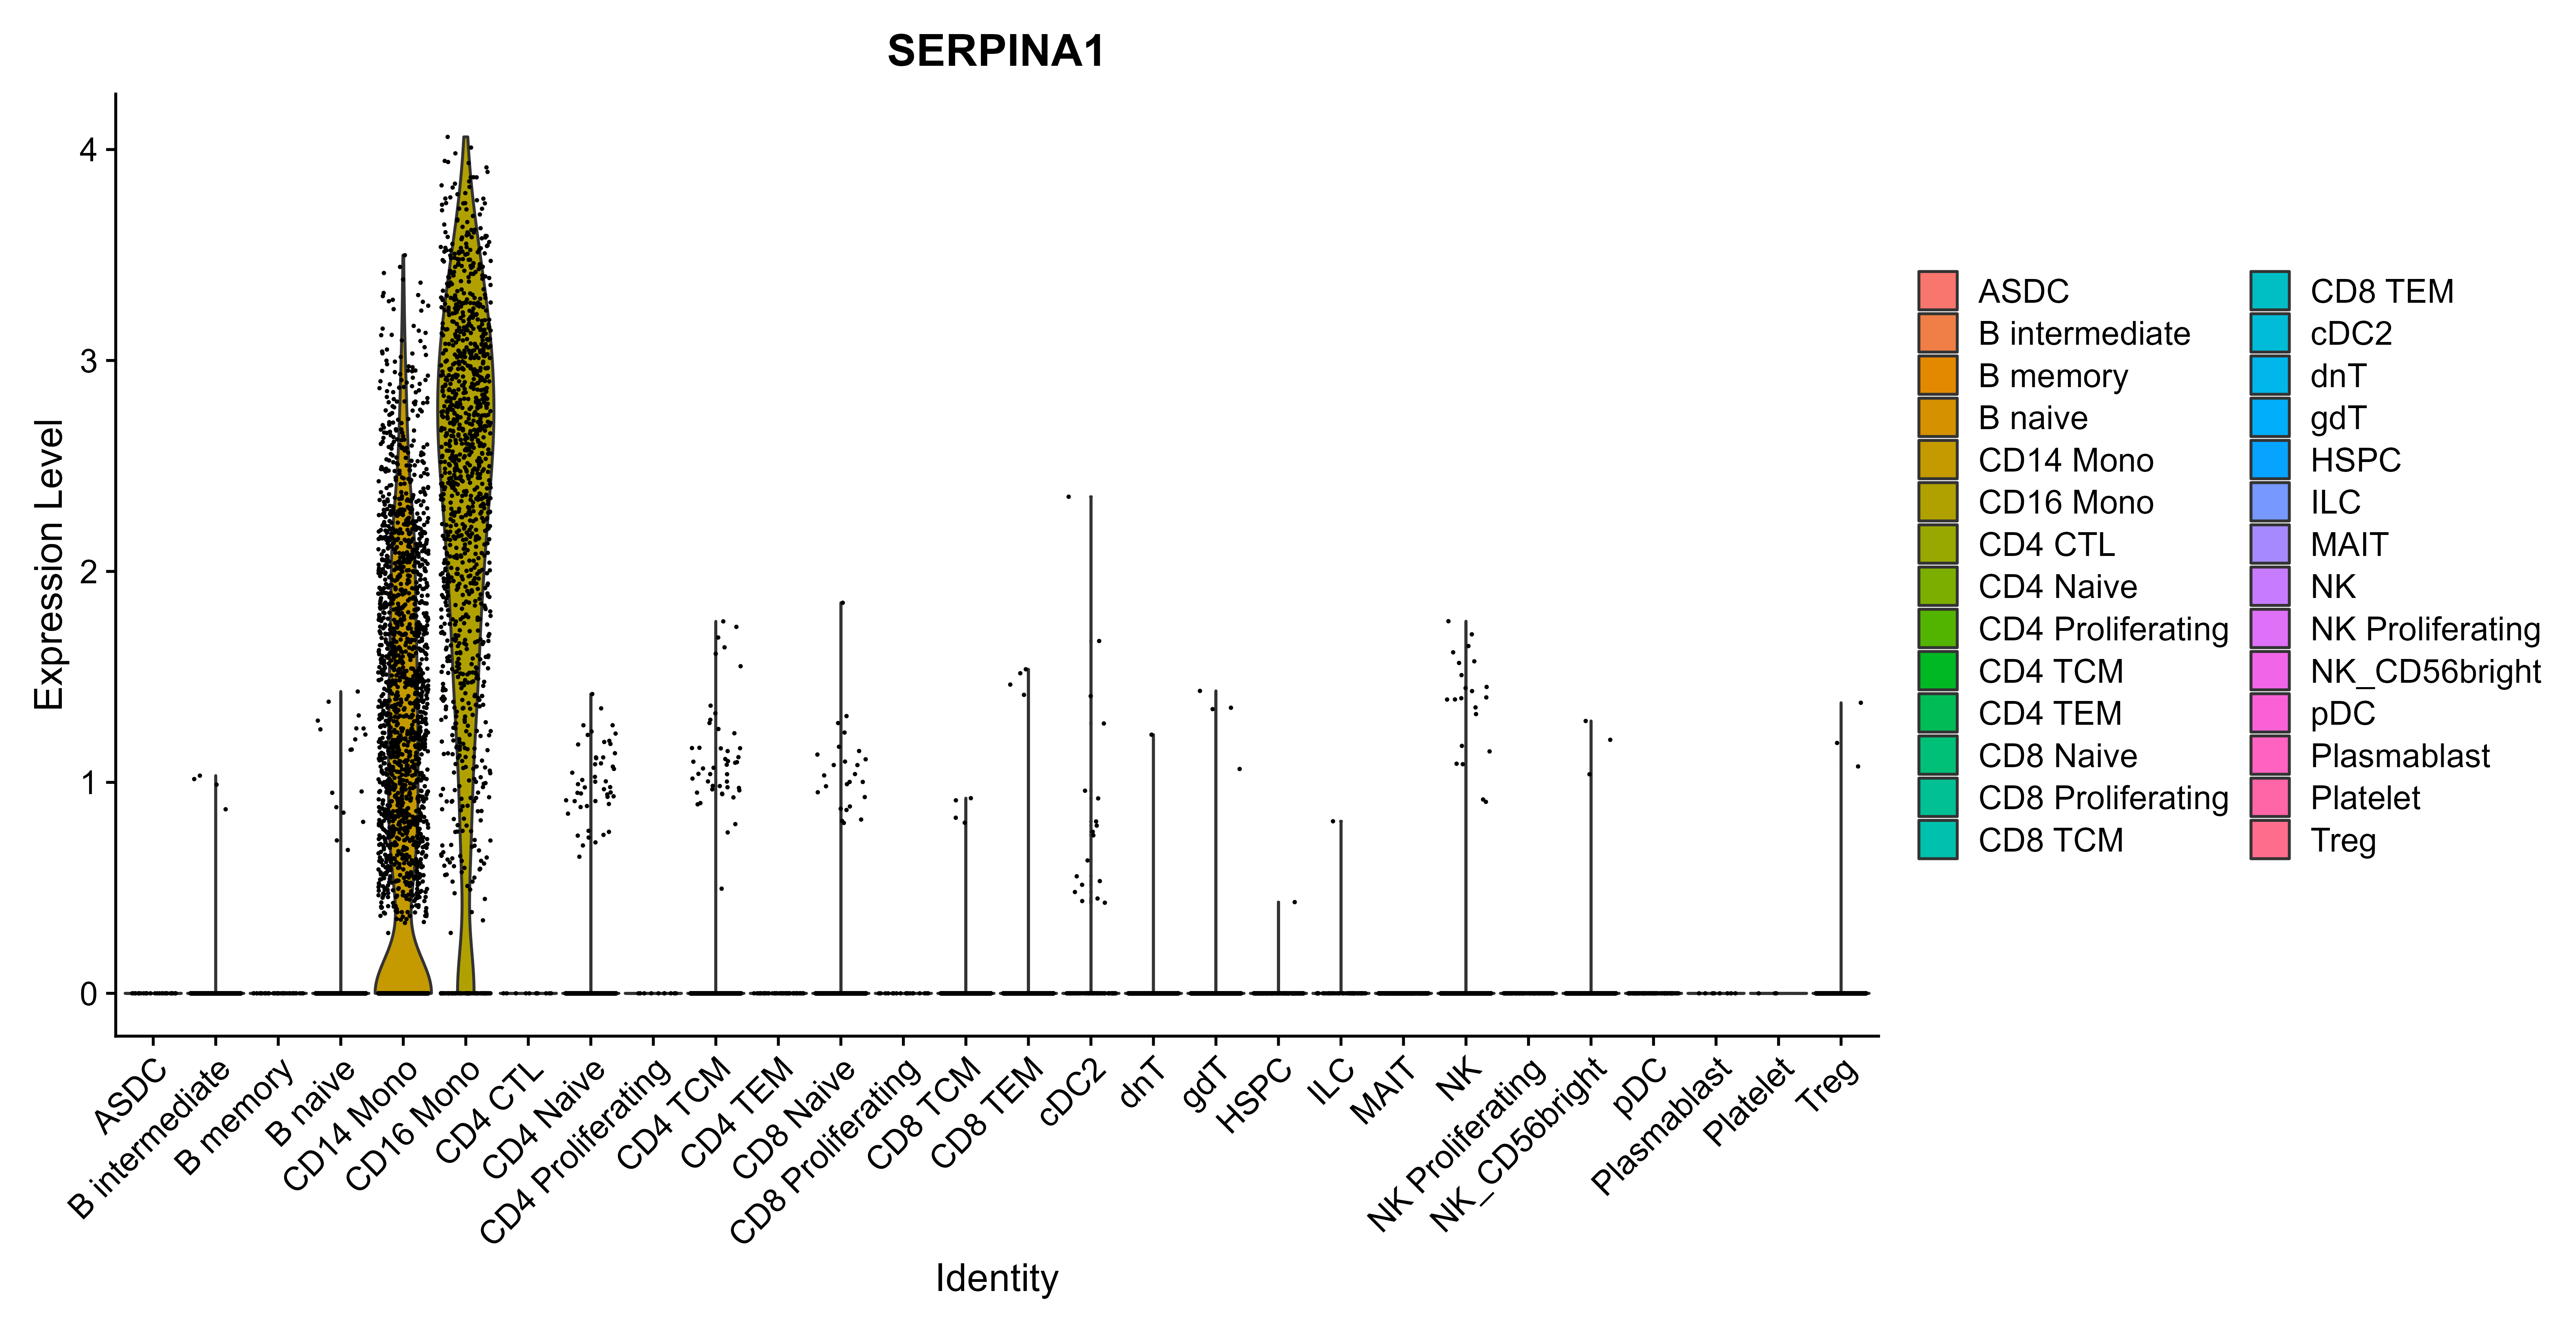 SERPINA1
Expression Level
4
3
2
1
0
ASDC
B intermediate
B memory
B naive
CD14 Mono
CD16 Mono
CD4 CTL
CD4 Naive
CD4 Proliferating
CD4 TCM
CD4 TEM
CD8 Naive
CD8 Proliferating
CD8 TCM
CD8 TEM
cDC2
dnT
gdT
HSPC
ILC
MAIT
NK
NK Proliferating
NK_CD56bright
pDC
Plasmablast
Platelet
Treg
Identity
ASDC
B intermediate
B memory
B naive
CD14 Mono
CD16 Mono
CD4 CTL
CD4 Naive
CD4 Proliferating
CD4 TCM
CD4 TEM
CD8 Naive
CD8 Proliferating
CD8 TCM
CD8 TEM
cDC2
dnT
gdT
HSPC
ILC
MAIT
NK
NK Proliferating
NK_CD56bright
pDC
Plasmablast
Platelet
Treg